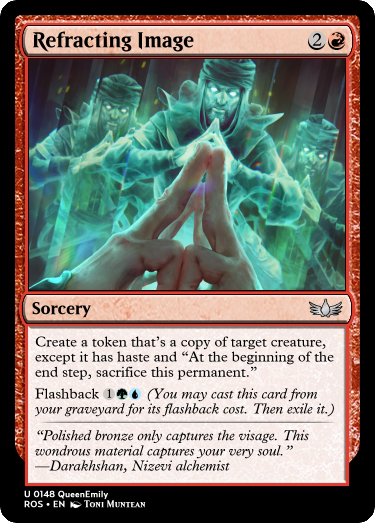 Refracting Image 2
Sorcery
Create a token that's a copy of target creature,
except it has haste and “At the beginning of the
end step, sacrifice this permanent.”
Flashback 1 (You may cast this card from
your graveyard for its flashback cost. Then exile it.)
“Polished bronze only captures the visage. This
wondrous material captures your very soul.”
—Darakhshan, Nizevi alchemist
U 0148 QueenEmily
ROS • EN Toni Muntean